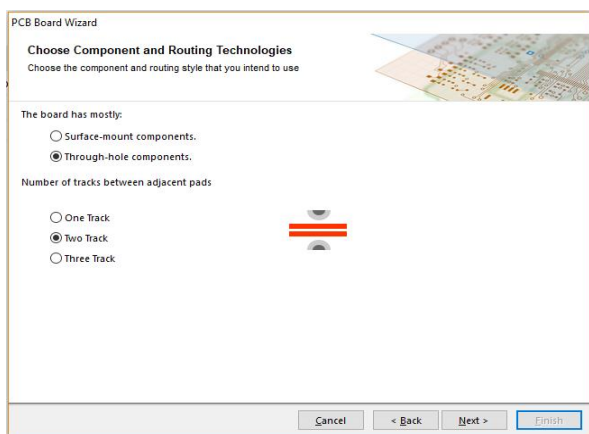 PCB Board Wizard
Choose Component and Routing Technologies
Choose the component and routing style that you intend to use
The board has mostly:
Surface-mount components.
Through-hole components.
Number of tracks between adjacent pads
One Track
Two Track
Three Track
Cancel
< Back
Next >
Finish